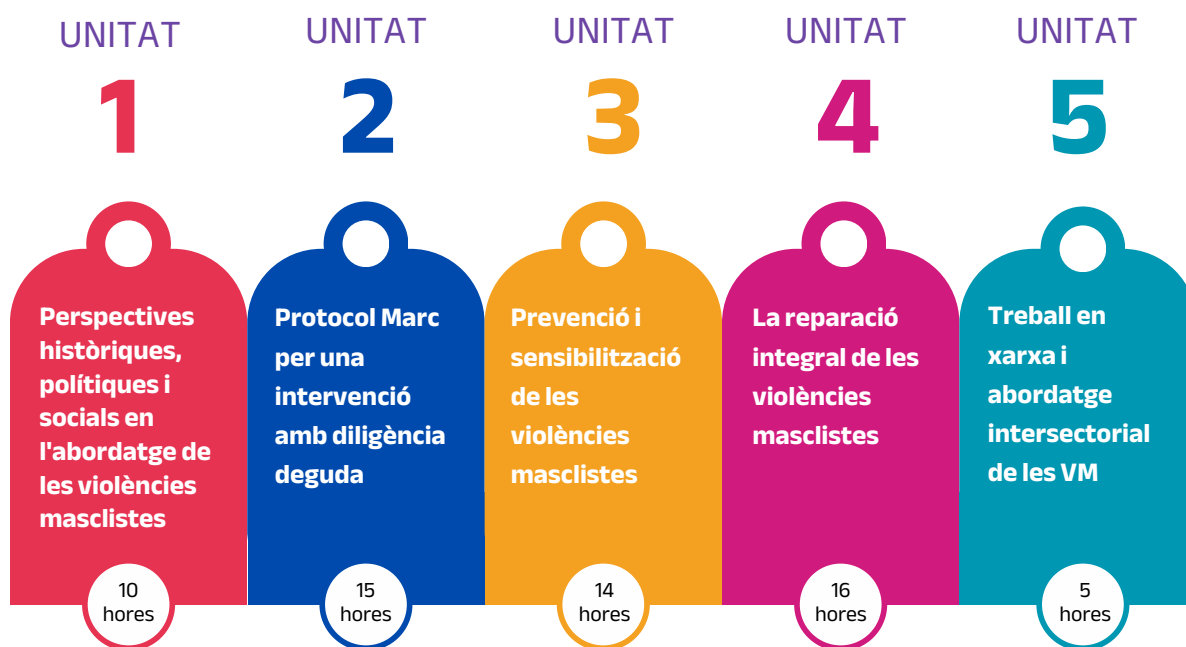 UNITAT
1
Perspectives
històriques,
polítiques i
socials en
l'abordatge de
les violències
masclistes
10
hores
UNITAT
2
Protocol Marc
per una
intervenció
amb diligència
deguda
15
hores
UNITAT
3
Prevenció i
sensibilització
de les
violències
masclistes
14
hores
UNITAT
4
La reparació
integral de les
violències
masclistes
16
hores
UNITAT
5
Treball en
xarxa i
abordatge
intersectorial
de les VM
5
hores